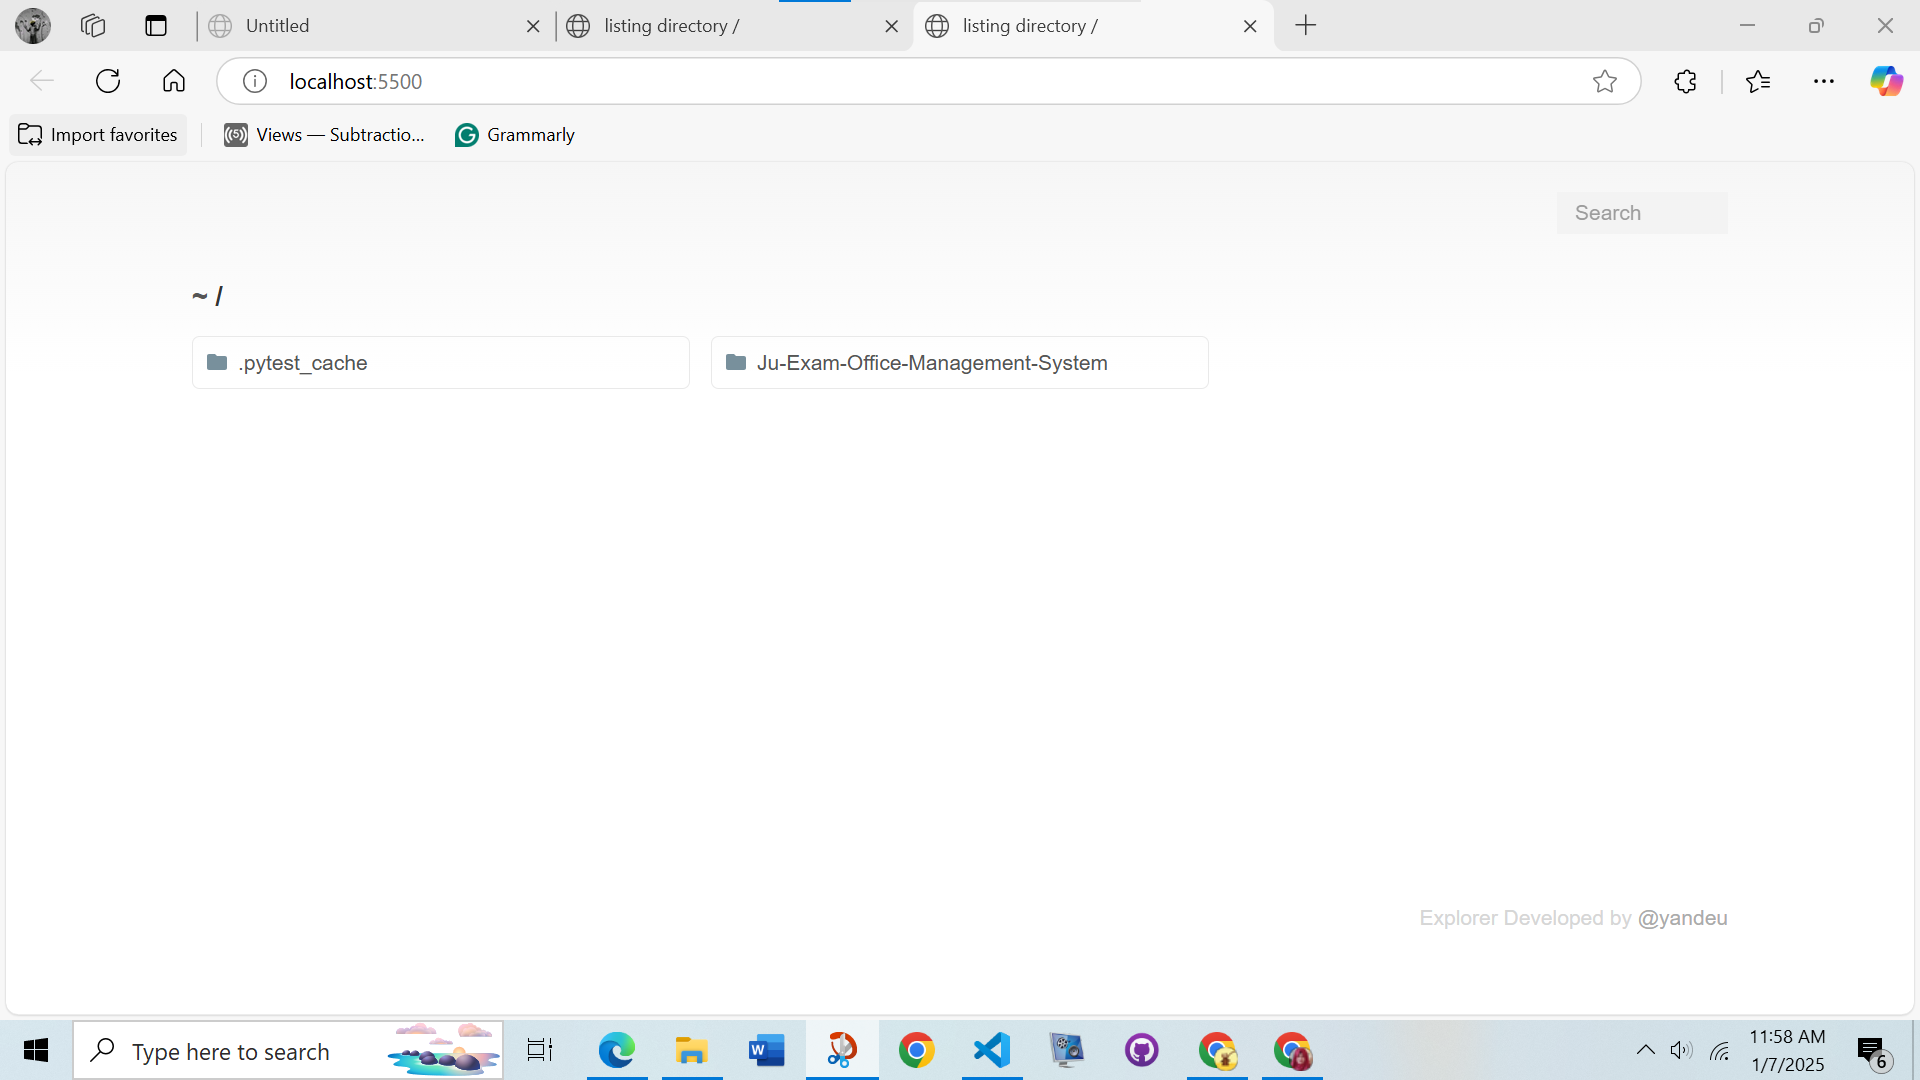 Untitled
listing directory /
listing directory /
localhost:5500
Import favorites
(5)
Views — Subtractio...
Grammarly
Search
~ /
.pytest_cache
Ju-Exam-Office-Management-System
Explorer Developed by @yandeu
Type here to search
11:58 AM
1/7/2025
6